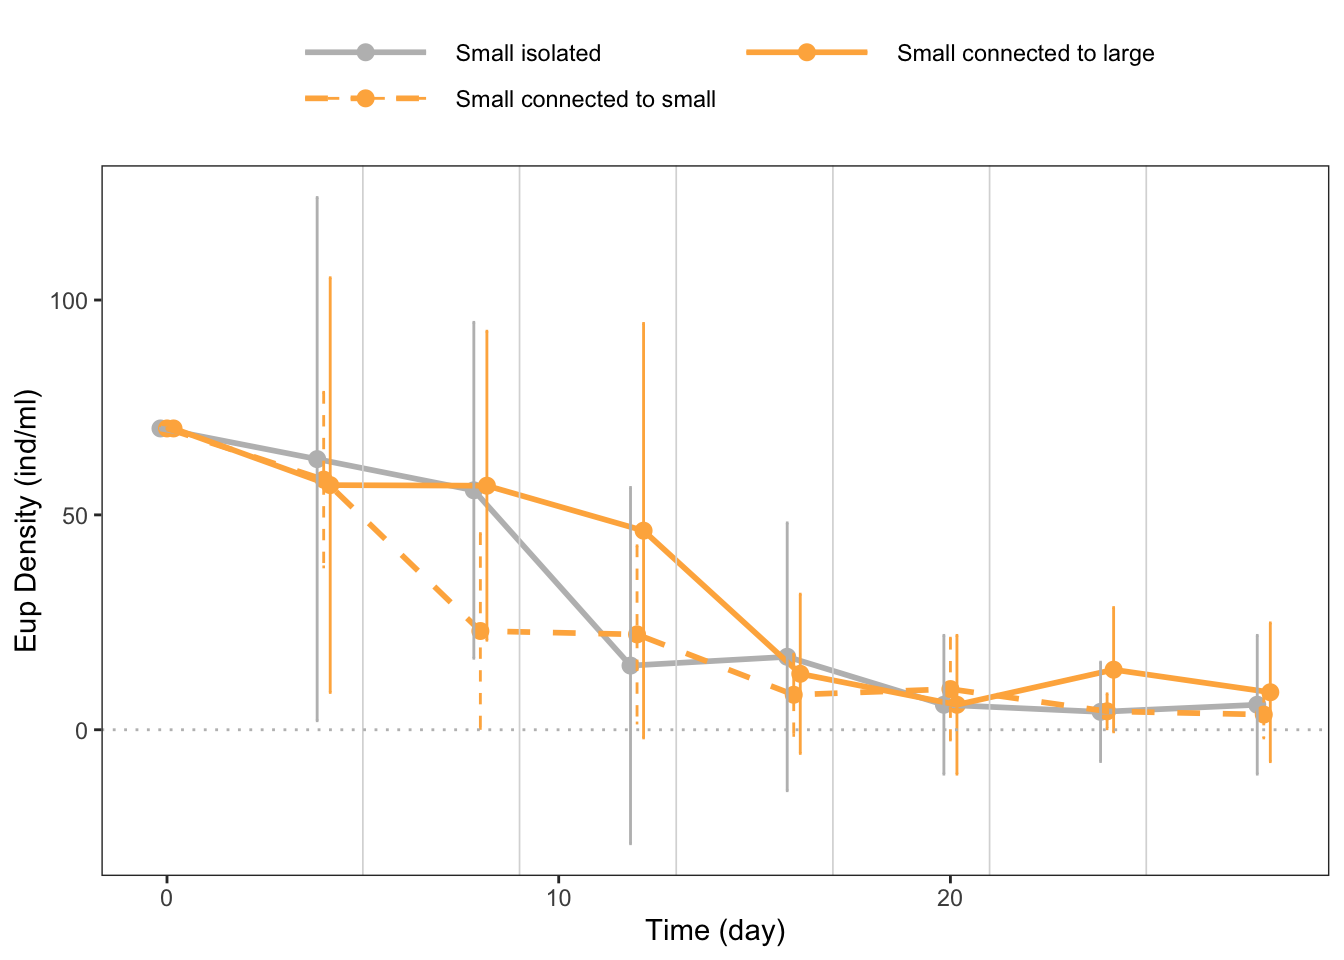 Small isolated
Small connected to large
Small connected to small
Eup Density (ind/ml)
100
50
0
0
10
20
Time (day)